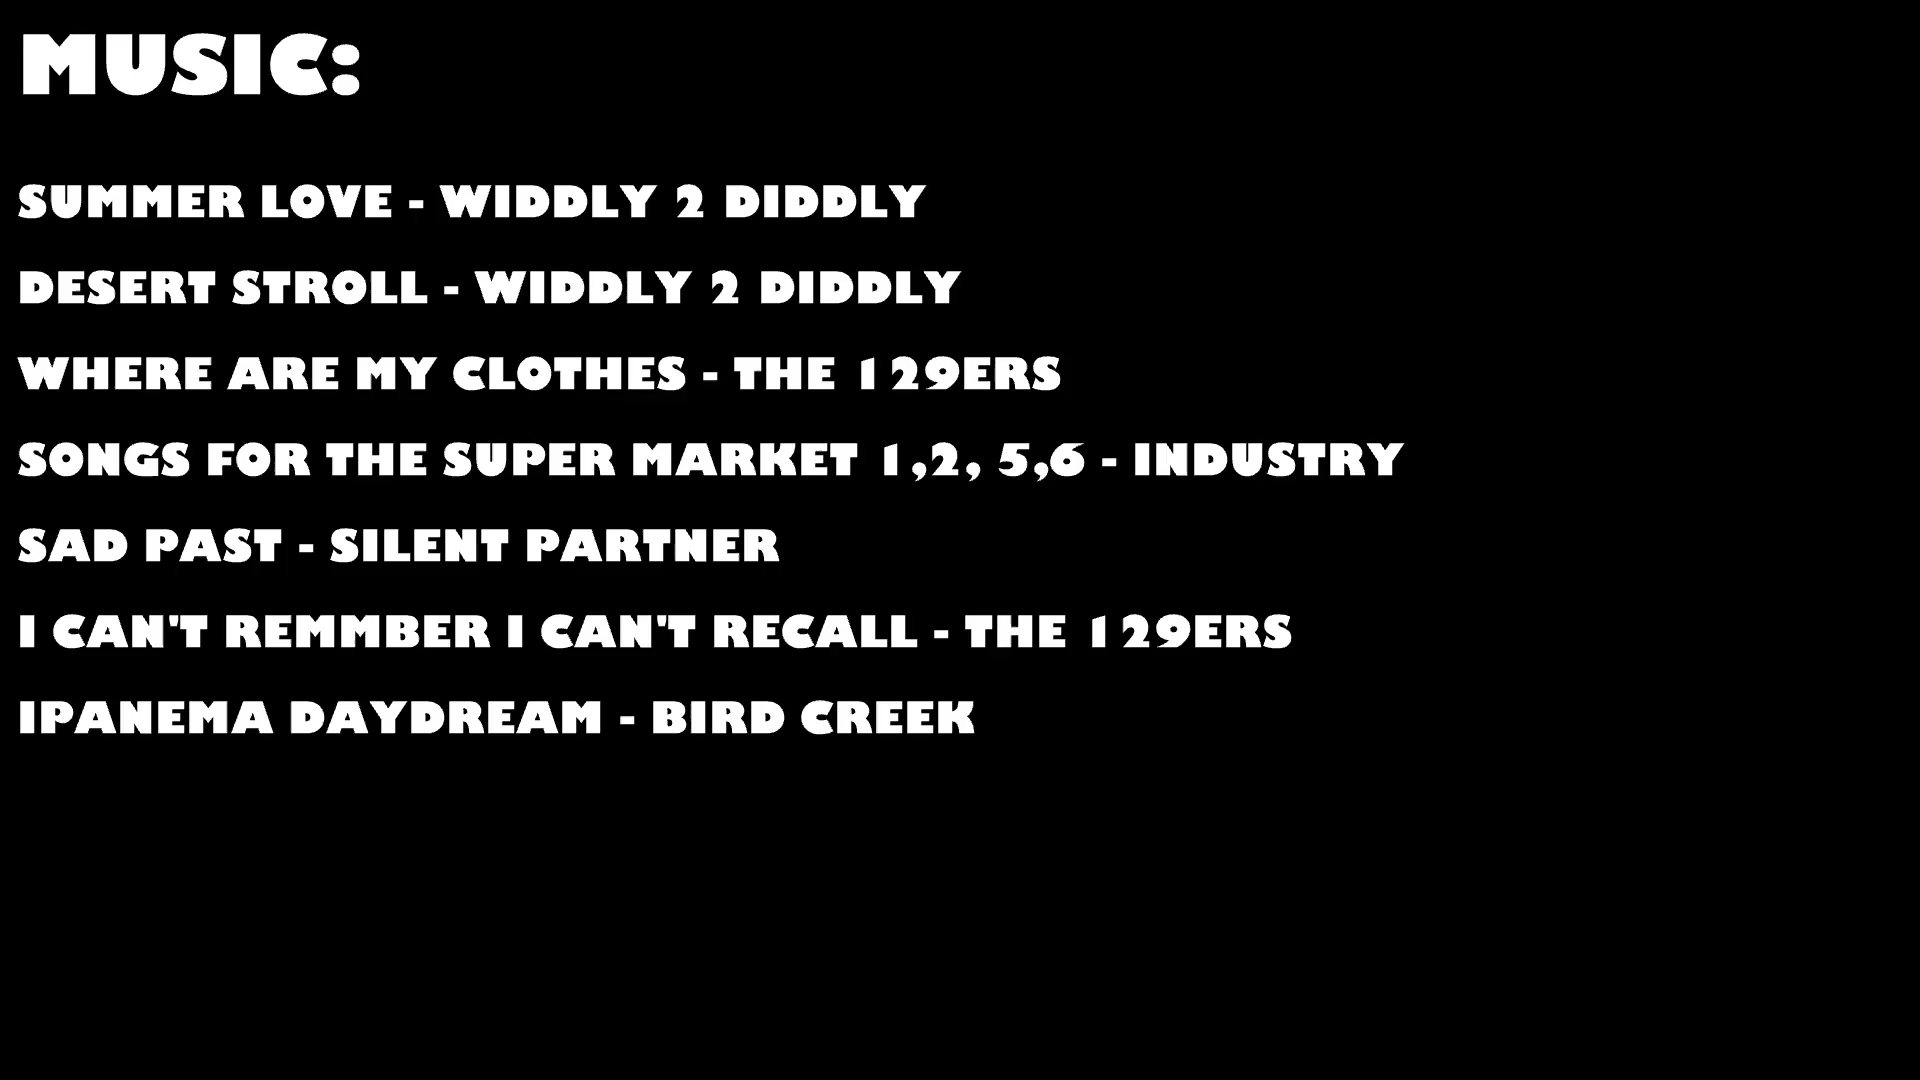 MUSIC:
SUMMER LOVE - WIDDLY 2 DIDDLY
DESERT STROLL - WIDDLY 2 DIDDLY
WHERE ARE MY CLOTHES - THE 129ERS
SONGS FOR THE SUPER MARKET 1,2, 5,6 - INDUSTRY
SAD PAST - SILENT PARTNER
I CAN'T REMMBER I CAN'T RECALL - THE 129ERS
IPANEMA DAYDREAM - BIRD CREEK